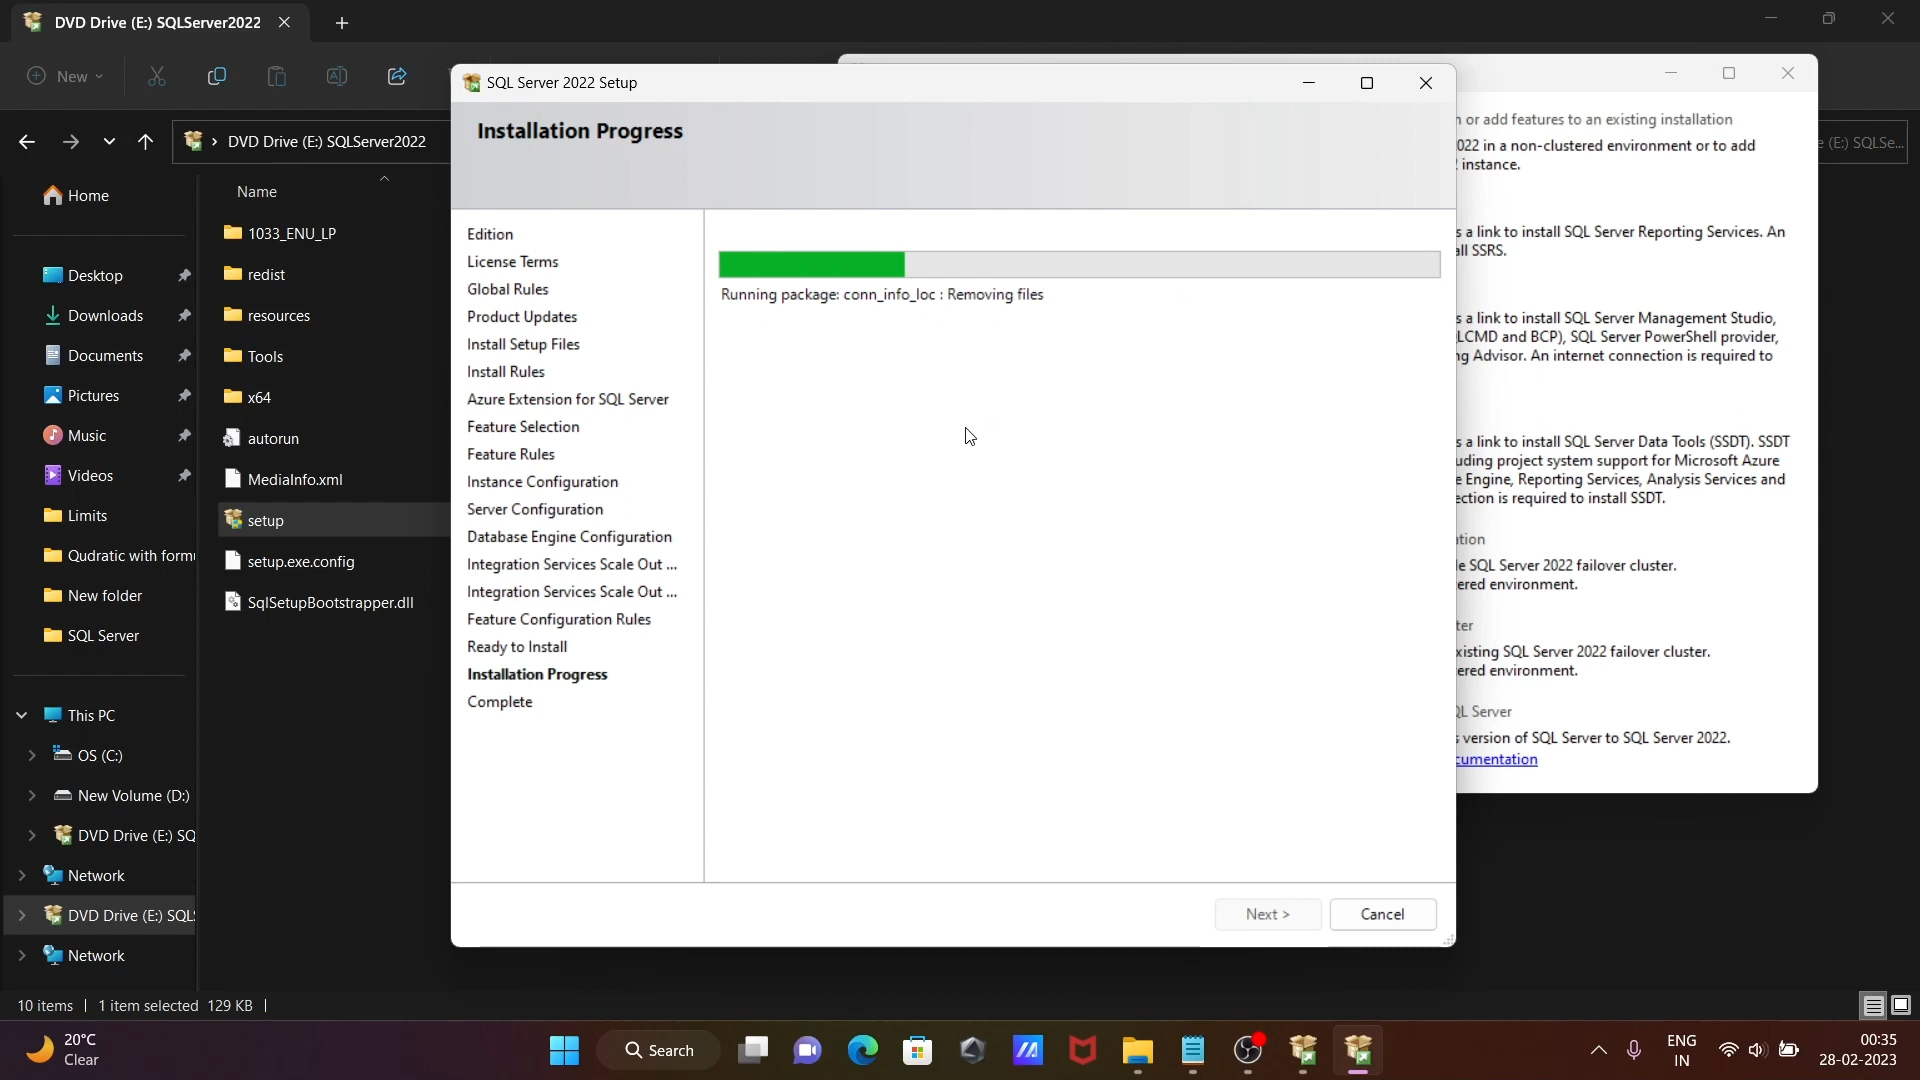 DVD Drive (E:) SQLServer2022
New
DVD Drive (E:) SQLServer2022
Name
Home
Desktop
Downloads
Documents
Pictures
Music
Videos
Limits
Qudratic with form
New folder
SQL Server
This PC
OS (C:)
New Volume (D:)
DVD Drive (E:) SQ
Network
DVD Drive (E:) SQL
Network
1033_ENU_LP
redist
resources
Tools
x64
autorun
MediaInfo.xml
setup
setup.exe.config
SqlSetupBootstrapper.dll
10 items | 1 item selected 129 KB |
SQL Server 2022 Setup
Installation Progress
Edition
License Terms
Global Rules
Product Updates
Install Setup Files
Install Rules
Azure Extension for SQL Server
Feature Selection
Feature Rules
Instance Configuration
Server Configuration
Database Engine Configuration
Integration Services Scale Out ...
Integration Services Scale Out ...
Feature Configuration Rules
Ready to Install
Installation Progress
Complete
Running package: conn_info_loc : Removing files
Next >
Cancel
or add features to an existing installation
022 in a non-clustered environment or to add
instance.
e (E:) SQLSe...
s a link to install SQL Server Reporting Services. An
all SSRS.
s a link to install SQL Server Management Studio,
LCMD and BCP), SQL Server PowerShell provider,
ng Advisor. An internet connection is required to
s a link to install SQL Server Data Tools (SSDT). SSDT
uding project system support for Microsoft Azure
e Engine, Reporting Services, Analysis Services and
ection is required to install SSDT.
ation
le SQL Server 2022 failover cluster.
ered environment.
ter
xisting SQL Server 2022 failover cluster.
ered environment.
QL Server
s version of SQL Server to SQL Server 2022.
cumentation
20°C
Clear
Search
ENG
IN
00:35
28-02-2023